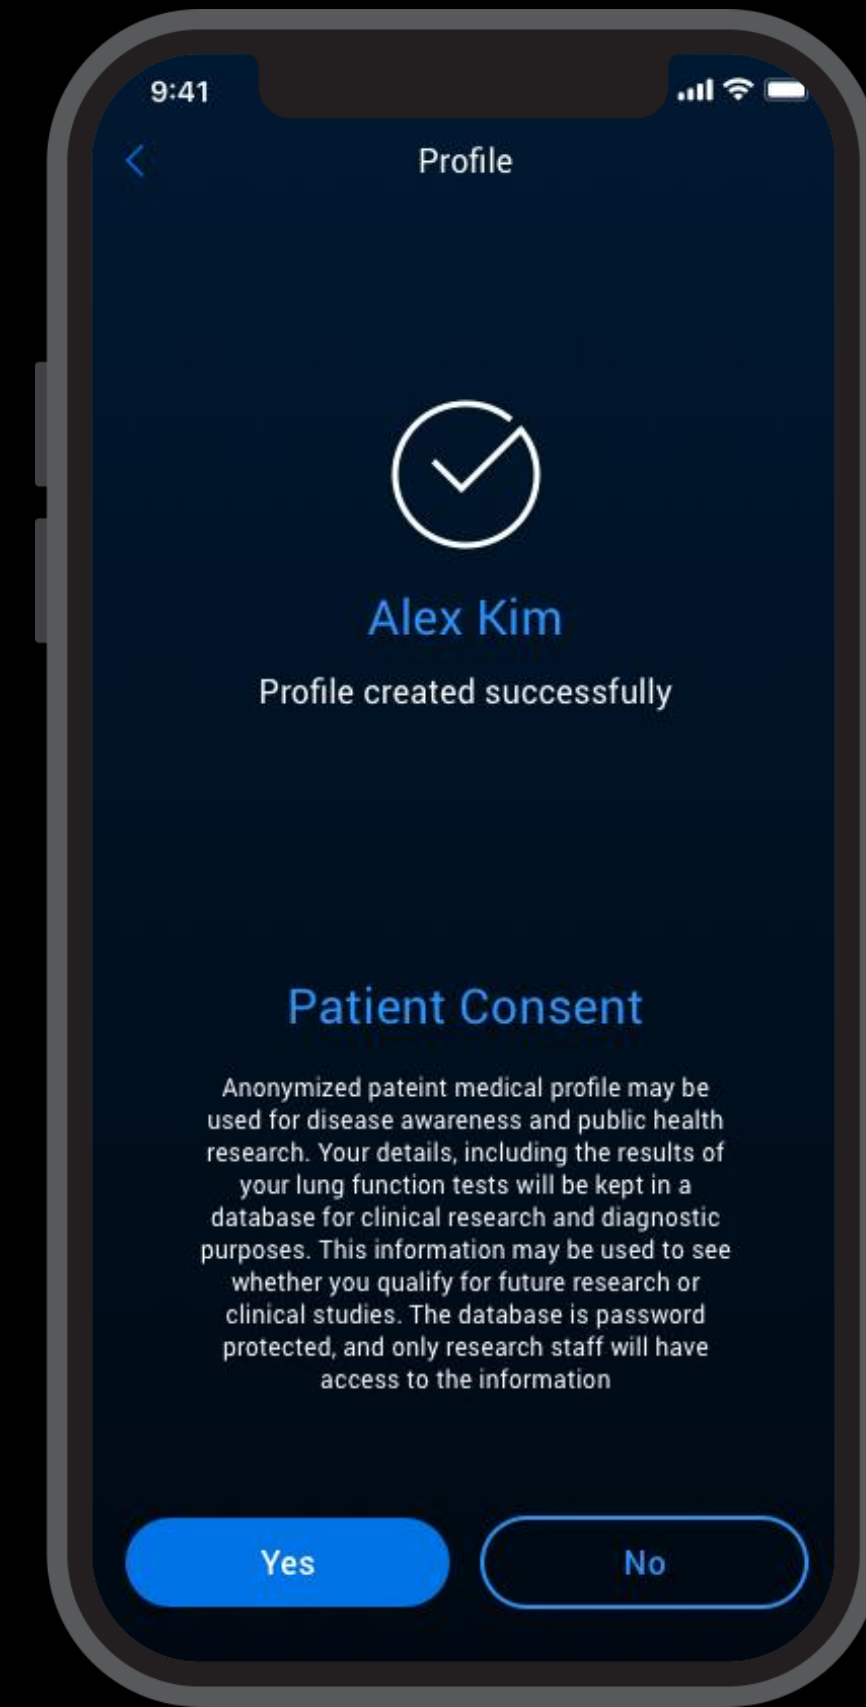 9:41
Profile
Alex Kim
Profile created successfully
Patient Consent
Anonymized pateint medical profile may be
used for disease awareness and public health
research. Your details, including the results of
your lung function tests will be kept in a
database for clinical research and diagnostic
purposes. This information may be used to see
whether you qualify for future research or
clinical studies. The database is password
protected, and only research staff will have
access to the information
Yes
No